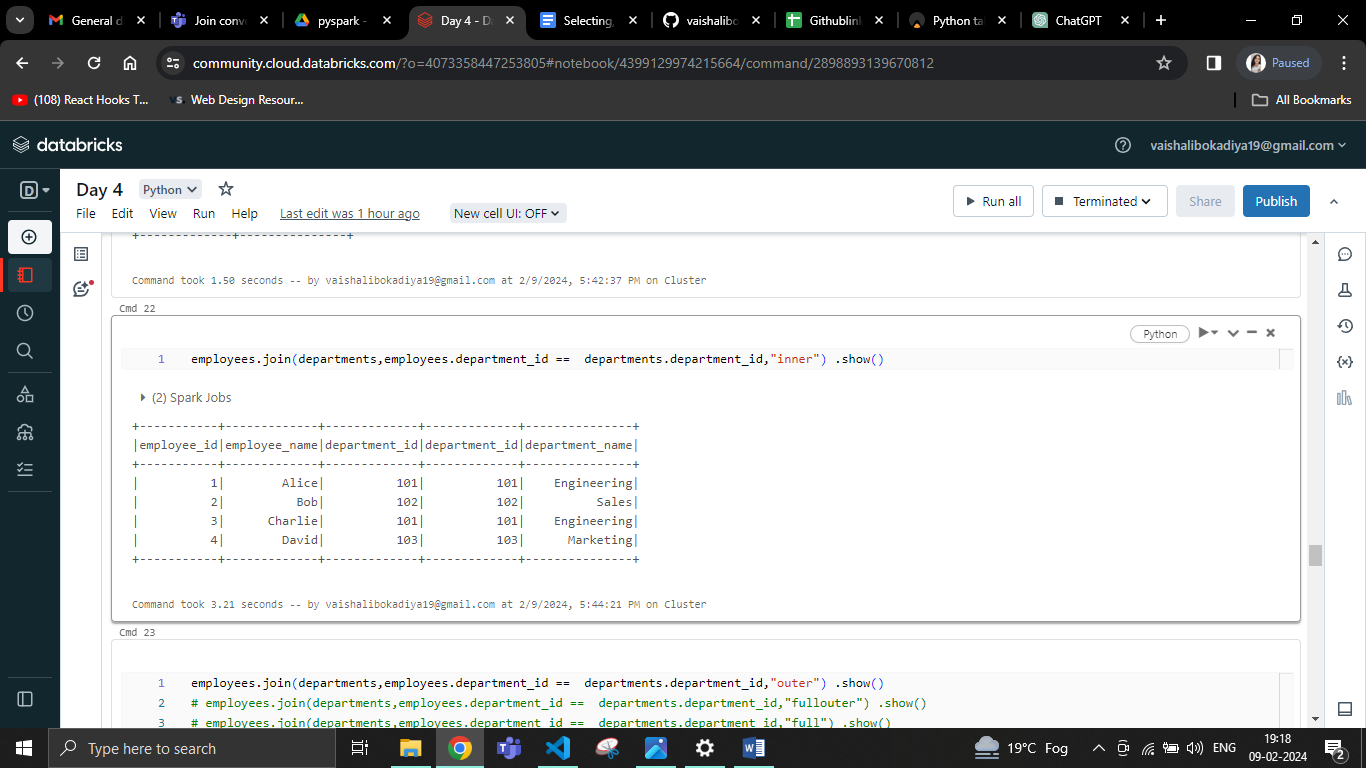 General d
Join conv
pyspark -
Day 4 - Da
Selecting,
vaishalibo
Githublink
Python tal
ChatGPT
community.cloud.databricks.com/?o=4073358447253805#notebook/4399129974215664/command/2898893139670812
Paused
(108) React Hooks T...
VS Web Design Resour...
All Bookmarks
databricks
vaishalibokadiya19@gmail.com
D
Day 4 Python
Run all
Terminated
Share
Publish
File Edit View Run Help Last edit was 1 hour ago New cell UI: OFF
+-------------+---------------+
Command took 1.50 seconds -- by vaishalibokadiya19@gmail.com at 2/9/2024, 5:42:37 PM on Cluster
Cmd 22
Python
1 employees.join(departments,employees.department_id ==  departments.department_id,"inner") .show()
(2) Spark Jobs
+-----------+-------------+-------------+-------------+---------------+
|employee_id|employee_name|department_id|department_id|department_name|
+-----------+-------------+-------------+-------------+---------------+
|          1|        Alice|          101|          101|    Engineering|
|          2|          Bob|          102|          102|          Sales|
|          3|      Charlie|          101|          101|    Engineering|
|          4|        David|          103|          103|      Marketing|
+-----------+-------------+-------------+-------------+---------------+
Command took 3.21 seconds -- by vaishalibokadiya19@gmail.com at 2/9/2024, 5:44:21 PM on Cluster
Cmd 23
1 employees.join(departments,employees.department_id ==  departments.department_id,"outer") .show()
2 # employees.join(departments,employees.department_id ==  departments.department_id,"fullouter") .show()
3 # employees.join(departments,employees.department_id ==  departments.department_id,"full") .show()
Type here to search
19°C Fog
ENG
19:18
09-02-2024
2